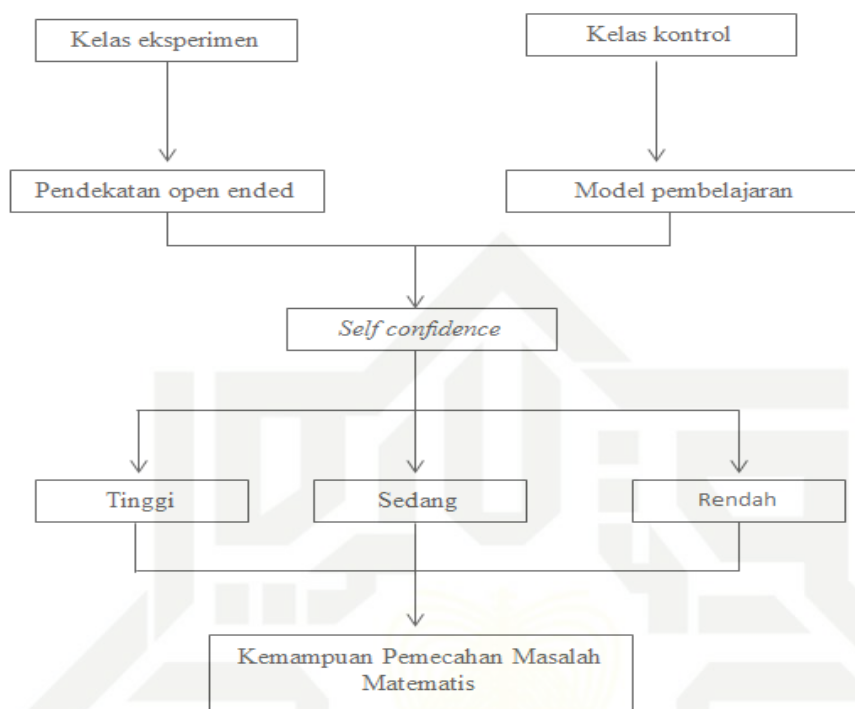 Kelas eksperimen
Kelas kontrol
Pendekatan open ended
Model pembelajaran
Self confidence
Tinggi
Sedang
Rendah
Kemampuan Pemecahan Masalah
Matematis